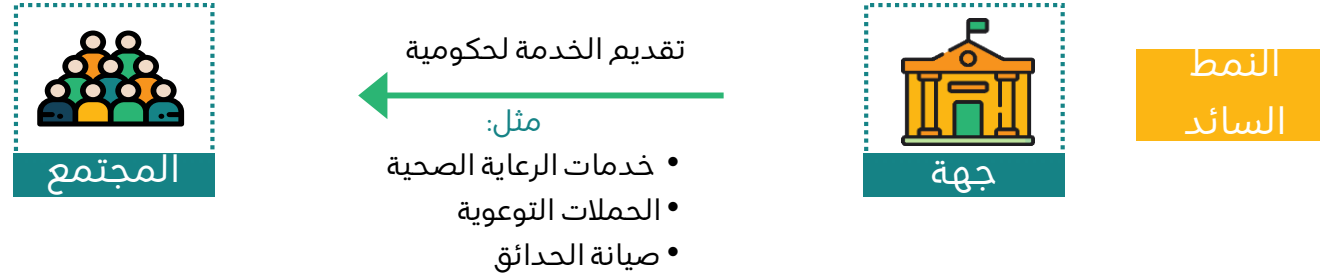 النمط
السائد
جهة
تقديم الخدمة لحكومية
مثل:
• خدمات الرعاية الصحية
• الحملات التوعوية
• صيانة الحدائق
المجتمع